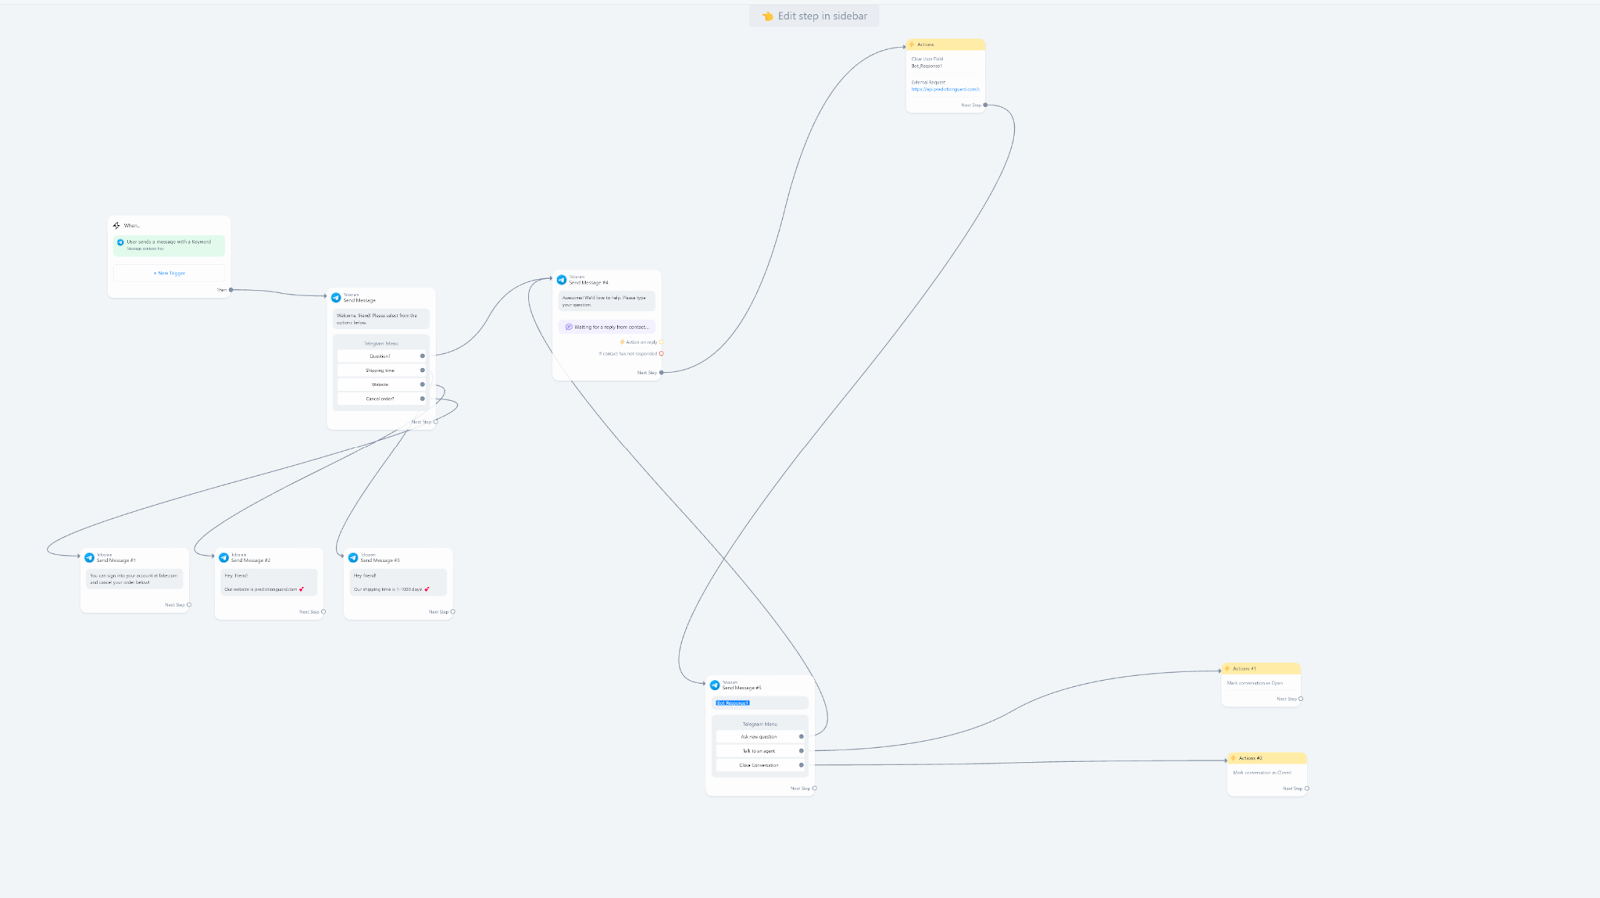 Edit step in sidebar
Actions
Clear User Field
Bot_Response1
External Request
Next Step
When...
User sends a message with a Keyword
+ New Trigger
Then
Telegram
Send Message
Welcome friend! Please select from the
options below.
Telegram Menu
Question?
Shipping time
Website
Cancel order?
Next Step
Telegram
Send Message #4
Awesome! We'd love to help. Please type
your question.
Waiting for a reply from contact...
Action on reply
If contact has not responded
Next Step
Telegram
Send Message #1
You can sign into your account at fake.com
and cancel your order below!
Next Step
Telegram
Send Message #2
Hey, friend!
Our website is predictionguard.com 💕
Next Step
Telegram
Send Message #3
Hey friend!
Our shipping time is 1-1000 days! 💕
Next Step
Telegram
Send Message #5
Bot_Response1
Telegram Menu
Ask new question
Talk to an agent
Close Conversation
Next Step
Actions #1
Mark conversation as Open
Next Step
Actions #2
Mark conversation as Closed
Next Step